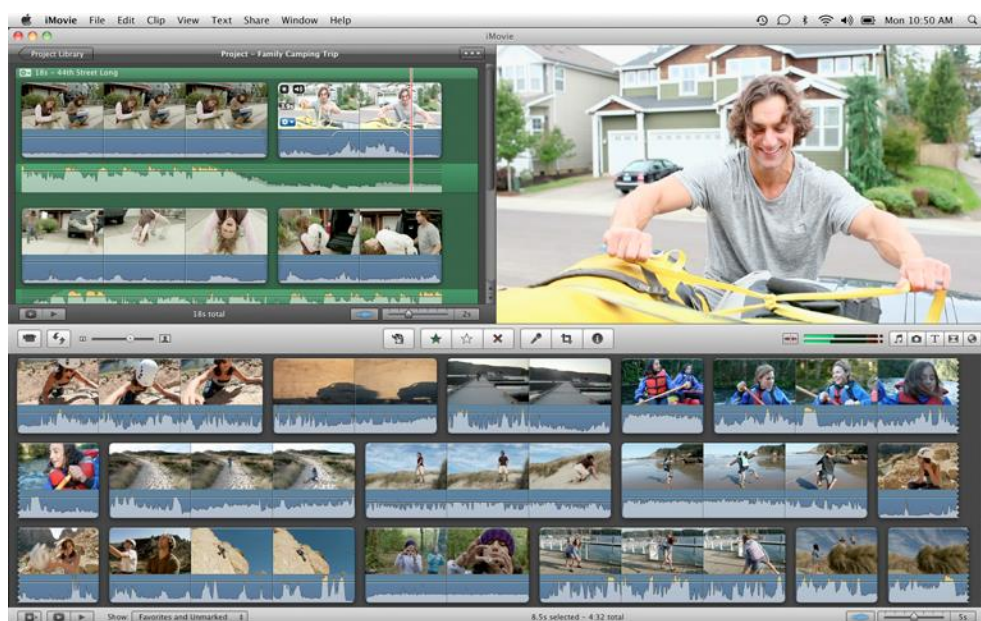 iMovie File Edit Clip View Text Share Window Help Mon 10:50 AM
iMovie
Project Library Project - Family Camping Trip
18s - 44th Street Long
18s total 2s
Show: Favorites and Unmarked 8.5s selected - 4:32 total 5s